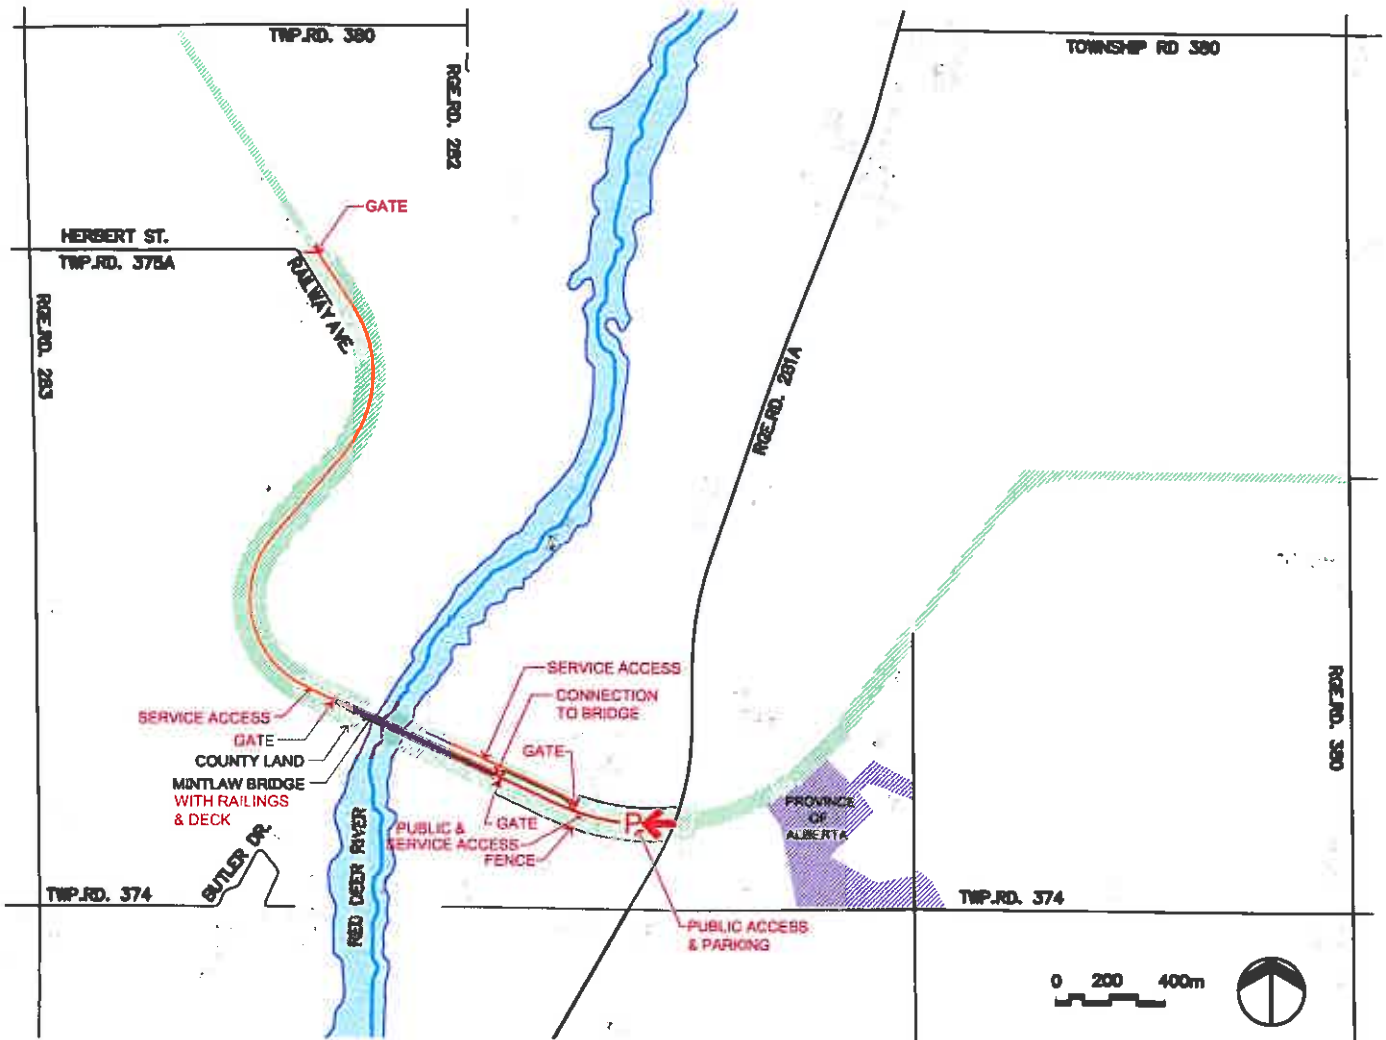 TWP.RD. 380
TOWNSHIP RD 380
RGE.RD. 282
GATE
HERBERT ST.
TWP.RD. 375A
RAILWAY AVE.
RGE.RD. 283
RGE.RD. 281A
SERVICE ACCESS
CONNECTION
TO BRIDGE
GATE
SERVICE ACCESS
GATE
COUNTY LAND
MINTLAW BRIDGE
WITH RAILINGS
& DECK
PUBLIC &
SERVICE ACCESS
GATE
FENCE
P
PROVINCE
OF
ALBERTA
RGE.RD. 380
BUTLER DR.
RED DEER RIVER
TWP.RD. 374
TWP.RD. 374
PUBLIC ACCESS
& PARKING
0 200 400m